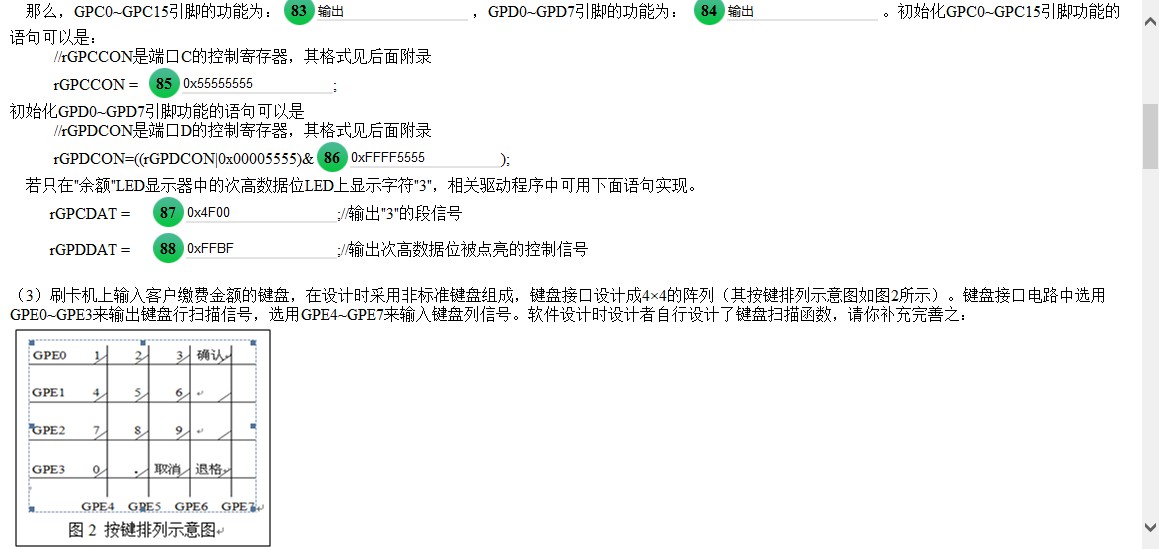 那么，GPC0~GPC15引脚的功能为： 83 输出 ，GPD0~GPD7引脚的功能为： 84 输出 。初始化GPC0~GPC15引脚功能的
语句可以是：
//rGPCCON是端口C的控制寄存器，其格式见后面附录
rGPCCON = 85 0x55555555 ;
初始化GPD0~GPD7引脚功能的语句可以是
//rGPDCON是端口D的控制寄存器，其格式见后面附录
rGPDCON=((rGPDCON|0x00005555)& 86 0xFFFF5555 );
若只在"余额"LED显示器中的次高数据位LED上显示字符"3"，相关驱动程序中可用下面语句实现。
rGPCDAT = 87 0x4F00 ;//输出"3"的段信号
rGPDDAT = 88 0xFFBF ;//输出次高数据位被点亮的控制信号
（3）刷卡机上输入客户缴费金额的键盘，在设计时采用非标准键盘组成，键盘接口设计成4×4的阵列（其按键排列示意图如图2所示）。键盘接口电路中选用
GPE0~GPE3来输出键盘行扫描信号，选用GPE4~GPE7来输入键盘列信号。软件设计时设计者自行设计了键盘扫描函数，请你补充完善之：
GPE0 1 2 3 确认
GPE1 4 5 6
GPE2 7 8 9
GPE3 0 . 取消 退格
GPE4 GPE5 GPE6 GPE7
图 2 按键排列示意图